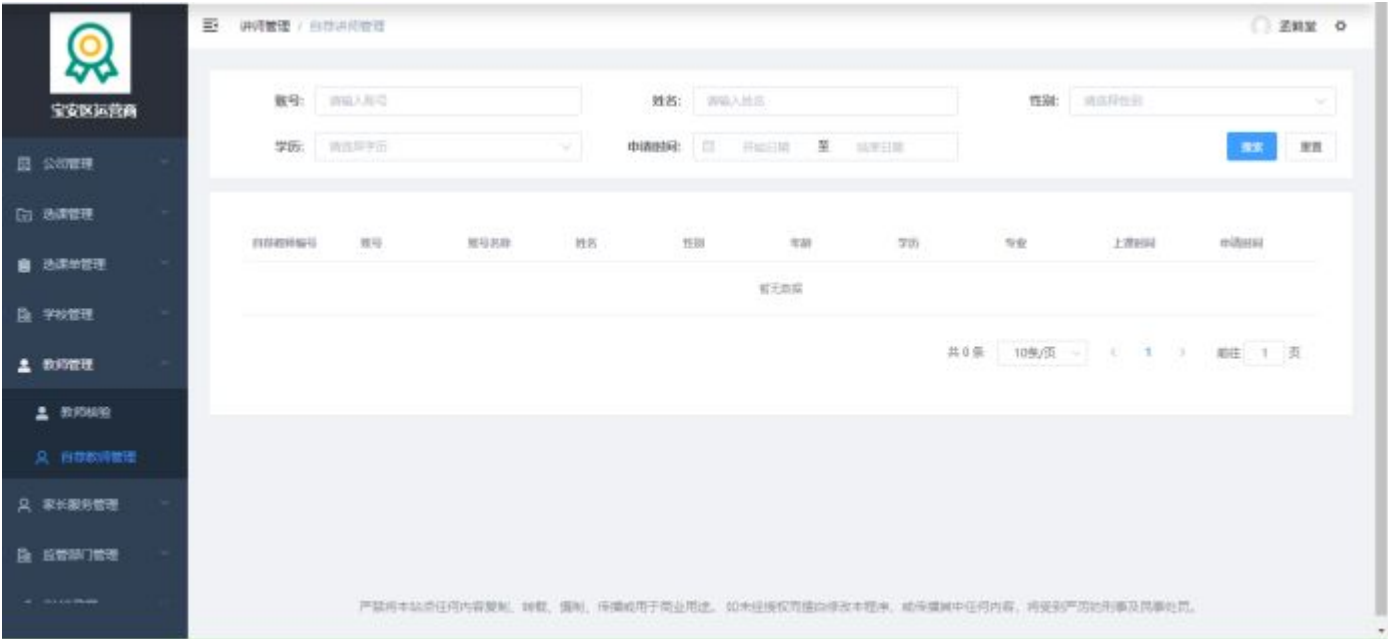 讲师管理 / 自荐讲师管理
孟鲜堂
宝安区运营商
公司管理
选课管理
选课单管理
学校管理
教师管理
教师核验
自荐教师管理
家长服务管理
监管部门管理
账号: 请输入账号
姓名: 请输入姓名
性别: 请选择性别
学历: 请选择学历
申请时间: 开始日期 至 结束日期
搜索 重置
自荐教师编号 账号 账号名称 姓名 性别 年龄 学历 专业 上课时间 申请时间
暂无数据
共 0 条 10条/页 1 前往 1 页
严禁将本站点任何内容复制、转载、摄制、传播或用于商业用途。如未经授权而擅自修改本程序，或传播其中任何内容，将受到严厉的刑事及民事处罚。